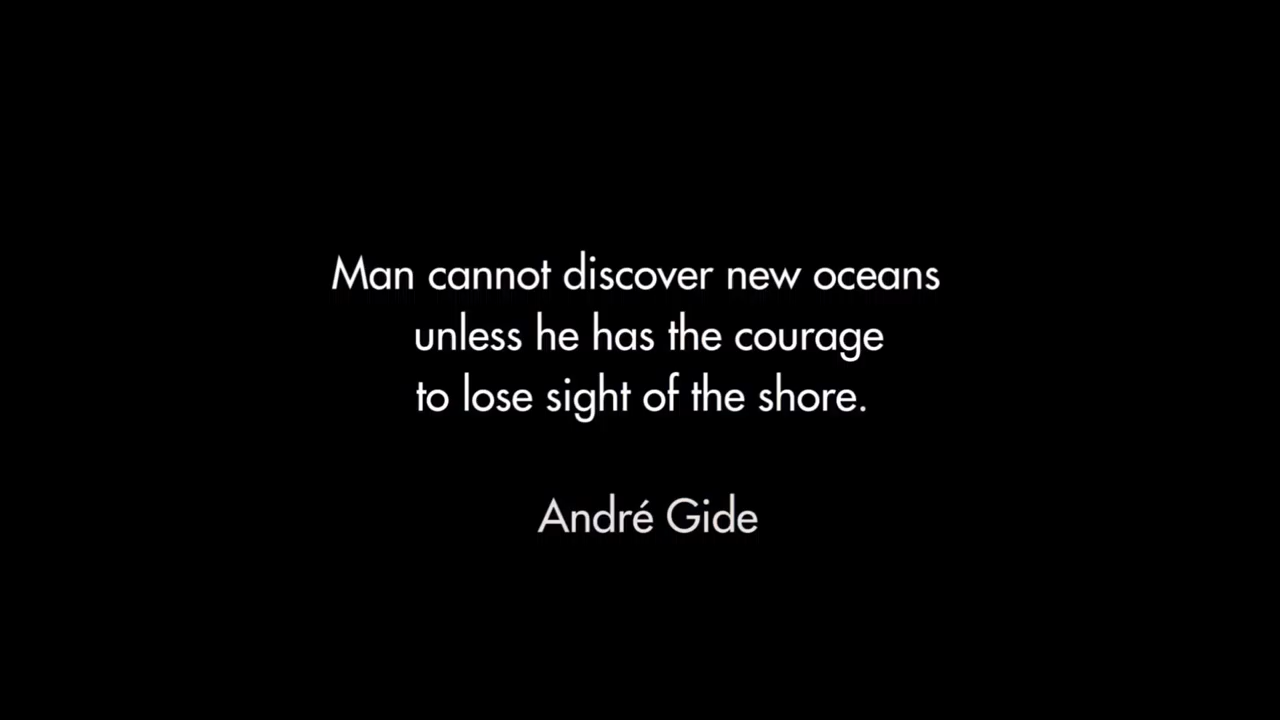 Man cannot discover new oceans
unless he has the courage
to lose sight of the shore.
André Gide